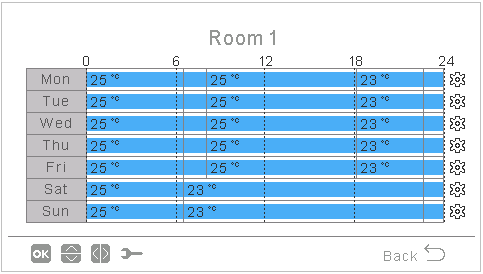 Room 1
0 6 12 18 24
Mon 25 °C 25 °C 23 °C
Tue 25 °C 25 °C 23 °C
Wed 25 °C 25 °C 23 °C
Thu 25 °C 25 °C 23 °C
Fri 25 °C 25 °C 23 °C
Sat 25 °C 23 °C
Sun 25 °C 23 °C
OK Back